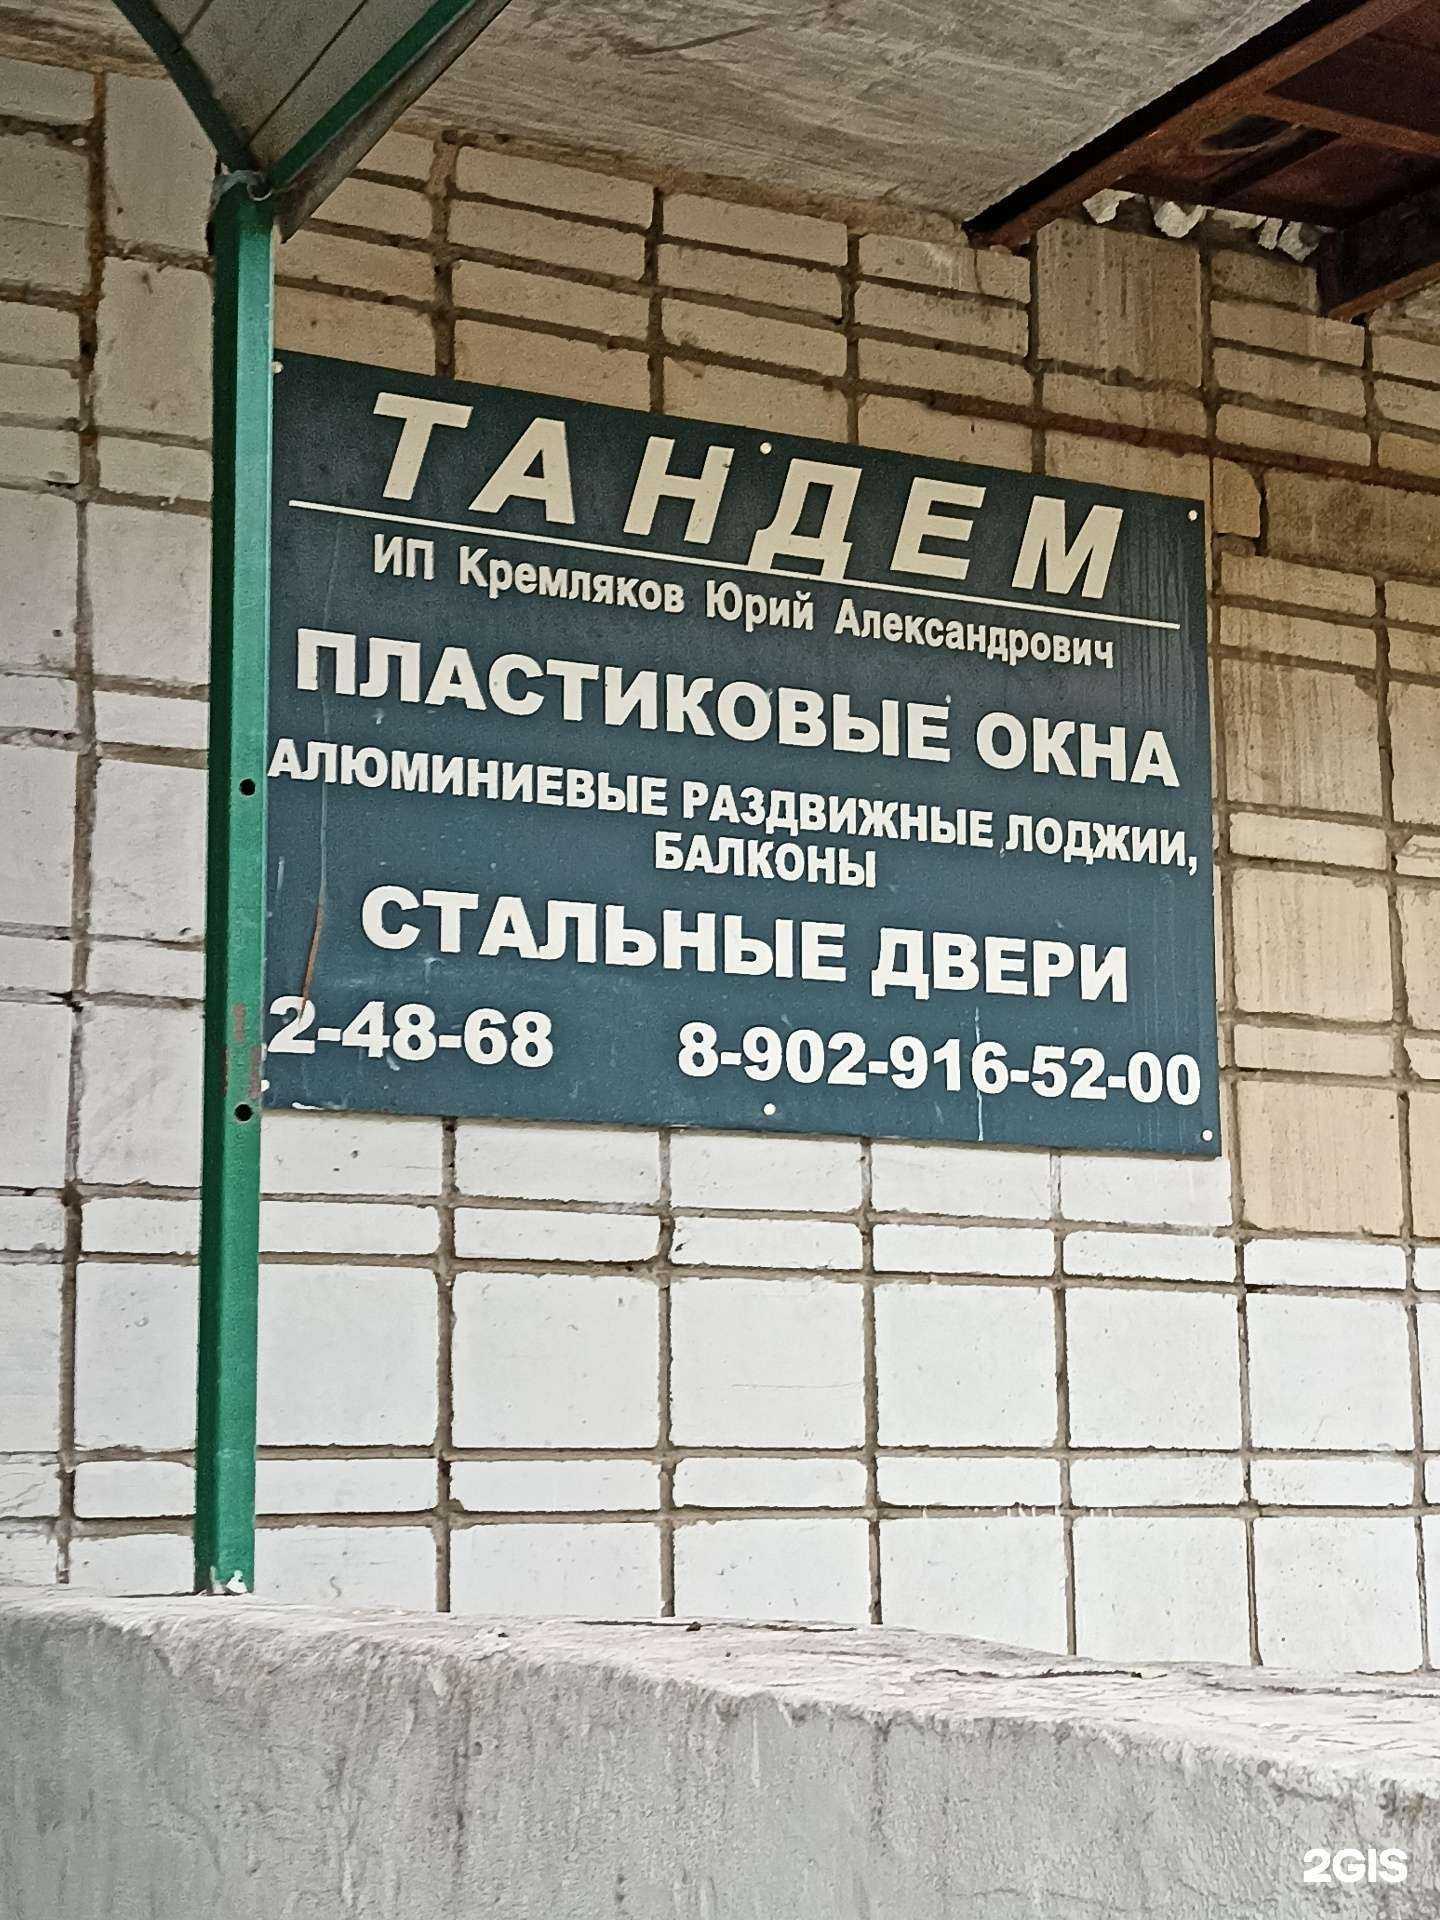 ТАНДЕМ
ИП Кремляков Юрий Александрович
ПЛАСТИКОВЫЕ ОКНА
АЛЮМИНИЕВЫЕ РАЗДВИЖНЫЕ ЛОДЖИИ,
БАЛКОНЫ
СТАЛЬНЫЕ ДВЕРИ
2-48-68 8-902-916-52-00
2GIS